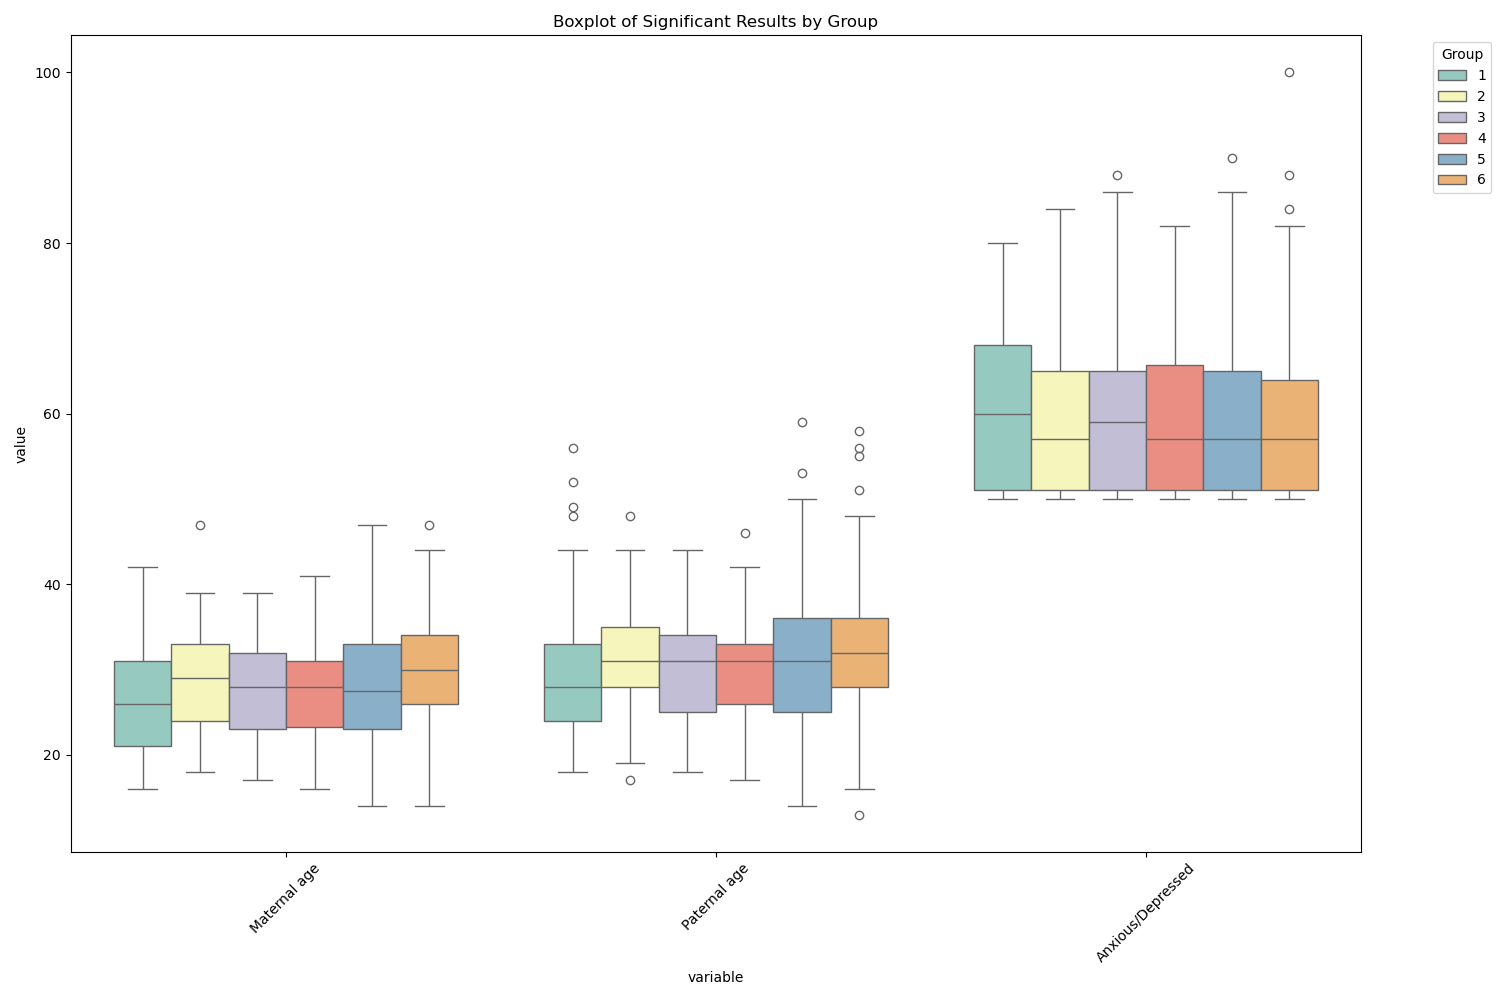 Boxplot of Significant Results by Group
Group
1
2
3
4
5
6
value
100
80
60
40
20
Maternal age
Paternal age
Anxious/Depressed
variable